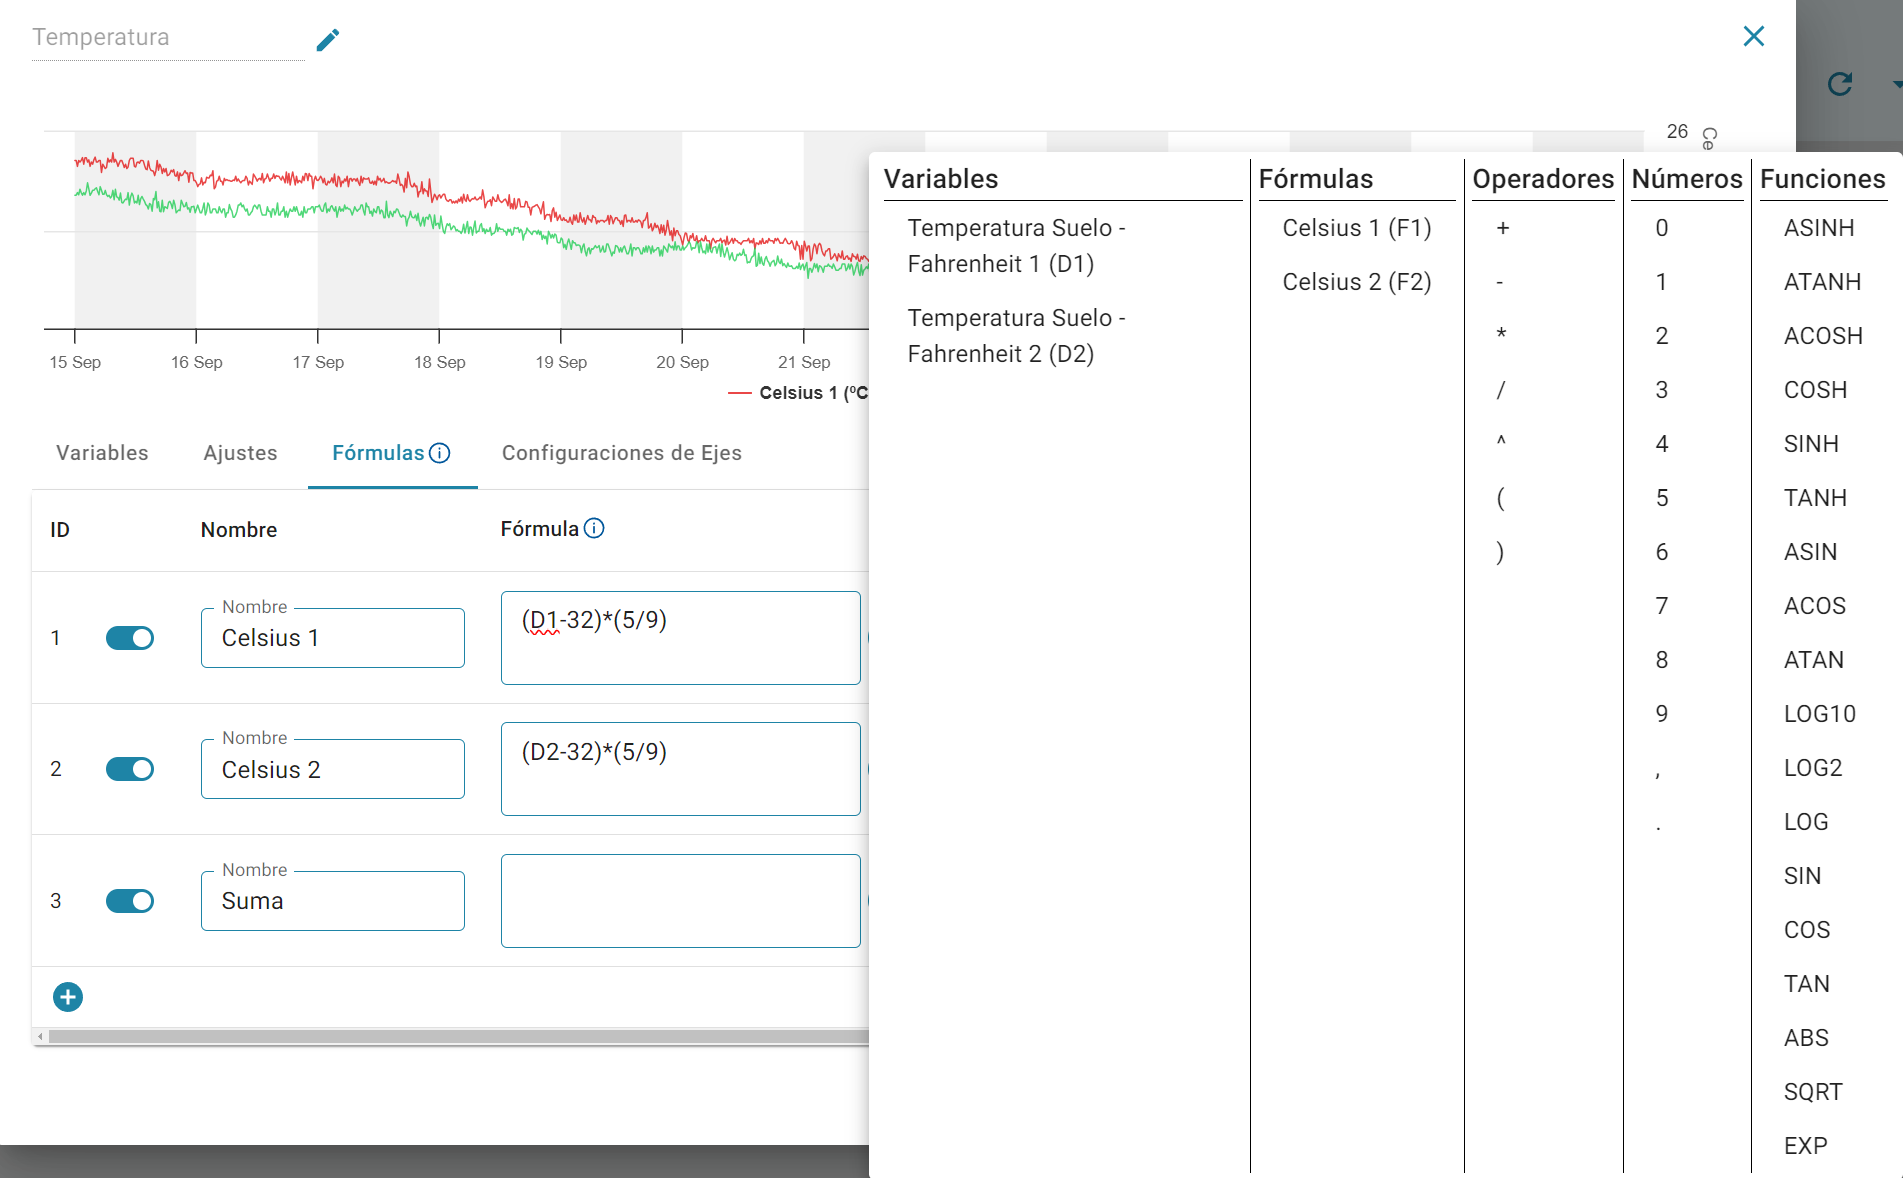 Temperatura
26
Ce
15 Sep
16 Sep
17 Sep
18 Sep
19 Sep
20 Sep
21 Sep
Celsius 1 (ºC
Variables
Ajustes
Fórmulas
Configuraciones de Ejes
ID
Nombre
Fórmula
1
Nombre
Celsius 1
(D1-32)*(5/9)
2
Nombre
Celsius 2
(D2-32)*(5/9)
3
Nombre
Suma
Variables
Temperatura Suelo -
Fahrenheit 1 (D1)
Temperatura Suelo -
Fahrenheit 2 (D2)
Fórmulas
Celsius 1 (F1)
Celsius 2 (F2)
Operadores
+
-
*
/
^
(
)
Números
0
1
2
3
4
5
6
7
8
9
,
.
Funciones
ASINH
ATANH
ACOSH
COSH
SINH
TANH
ASIN
ACOS
ATAN
LOG10
LOG2
LOG
SIN
COS
TAN
ABS
SQRT
EXP